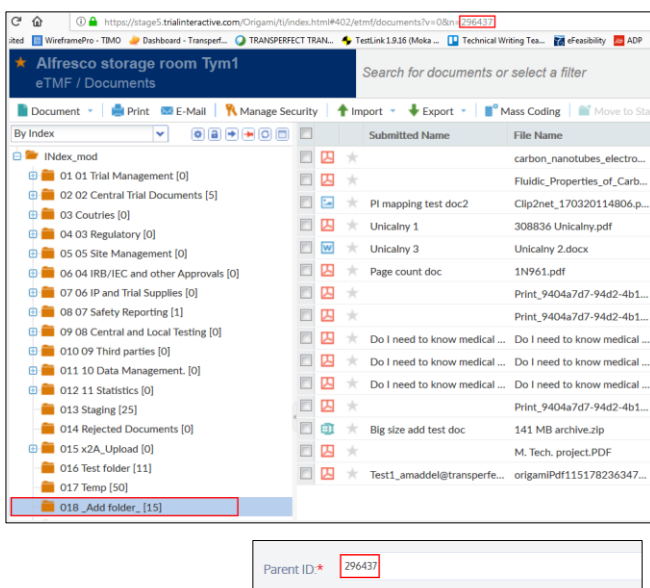 https://stage5.trialinteractive.com/Origami/ti/index.html#402/etmf/documents?v=0&n=296437
sited WireframePro - TIMO Dashboard - Transperf... TRANSPERFECT TRAN... TestLink 1.9.16 (Moka ... Technical Writing Tea... eFeasibility ADP
Alfresco storage room Tym1
eTMF / Documents
Search for documents or select a filter
Document Print E-Mail Manage Security Import Export Mass Coding Move to Sta
By Index Submitted Name File Name
INdex_mod carbon_nanotubes_electro...
01 01 Trial Management [0] Fluidic_Properties_of_Carb...
02 02 Central Trial Documents [5] PI mapping test doc2 Clip2net_170320114806.p...
03 Coutries [0] Unicalny 1 308836 Unicalny.pdf
04 03 Regulatory [0] Unicalny 3 Unicalny 2.docx
05 05 Site Management [0] Page count doc 1N961.pdf
06 04 IRB/IEC and other Approvals [0] Print_9404a7d7-94d2-4b1...
07 06 IP and Trial Supplies [0] Print_9404a7d7-94d2-4b1...
08 07 Safety Reporting [1] Do I need to know medical ... Do I need to know medical ...
09 08 Central and Local Testing [0] Do I need to know medical ... Do I need to know medical ...
010 09 Third parties [0] Do I need to know medical ... Do I need to know medical ...
011 10 Data Management. [0] Print_9404a7d7-94d2-4b1...
012 11 Statistics [0] Big size add test doc 141 MB archive.zip
013 Staging [25] M. Tech. project.PDF
014 Rejected Documents [0] Test1_amaddel@transperfe... origamiPdf115178236347...
015 x2A_Upload [0]
016 Test folder [11]
017 Temp [50]
018 _Add folder_ [15]
Parent ID:* 296437